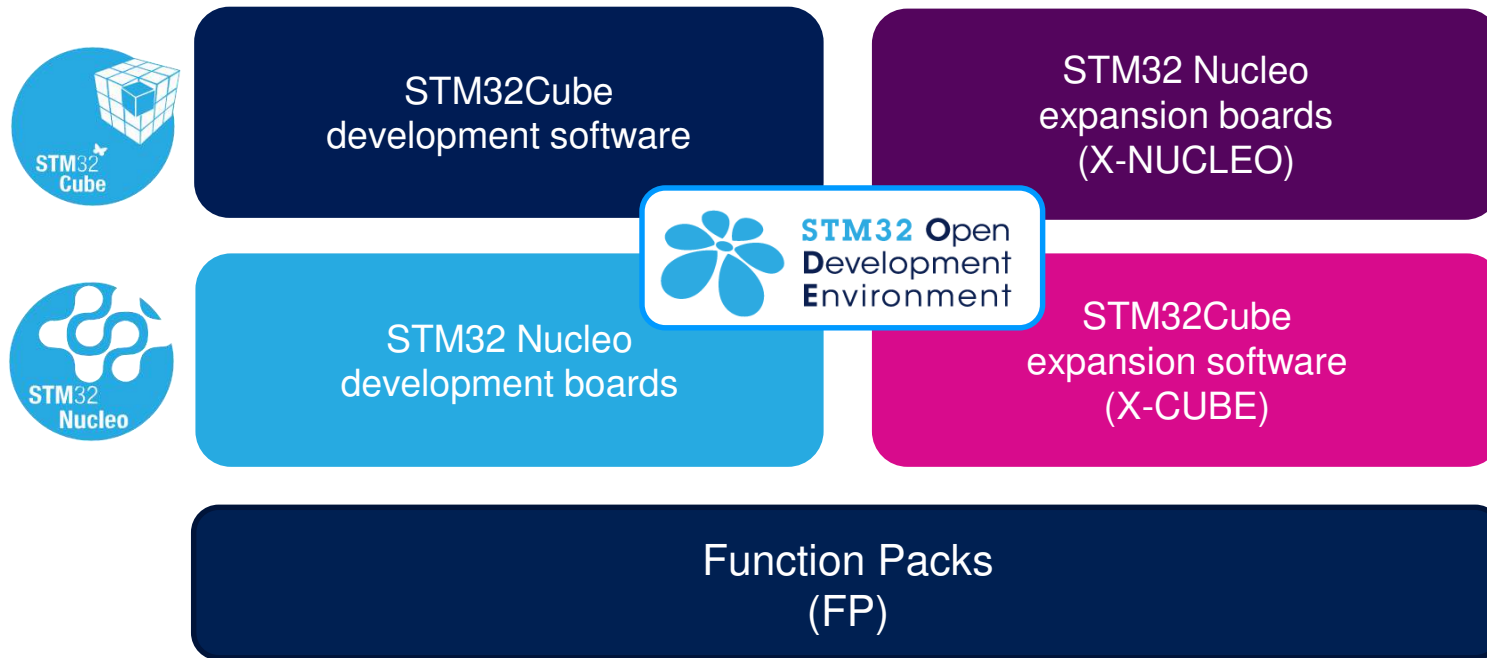 STM32
Cube
STM32Cube
development software
STM32 Nucleo
expansion boards
(X-NUCLEO)
STM32 Open
Development
Environment
STM32
Nucleo
STM32 Nucleo
development boards
STM32Cube
expansion software
(X-CUBE)
Function Packs
(FP)